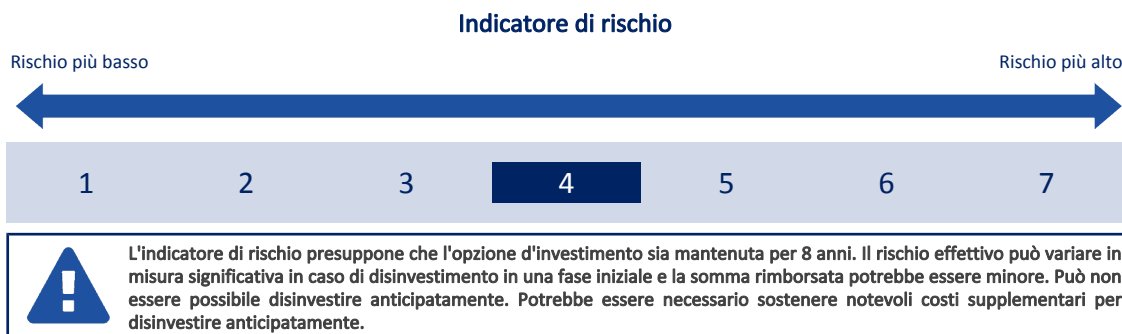 Indicatore di rischio
Rischio più basso
Rischio più alto
1 2 3 4 5 6 7
L'indicatore di rischio presuppone che l'opzione d'investimento sia mantenuta per 8 anni. Il rischio effettivo può variare in
misura significativa in caso di disinvestimento in una fase iniziale e la somma rimborsata potrebbe essere minore. Può non
essere possibile disinvestire anticipatamente. Potrebbe essere necessario sostenere notevoli costi supplementari per
disinvestire anticipatamente.